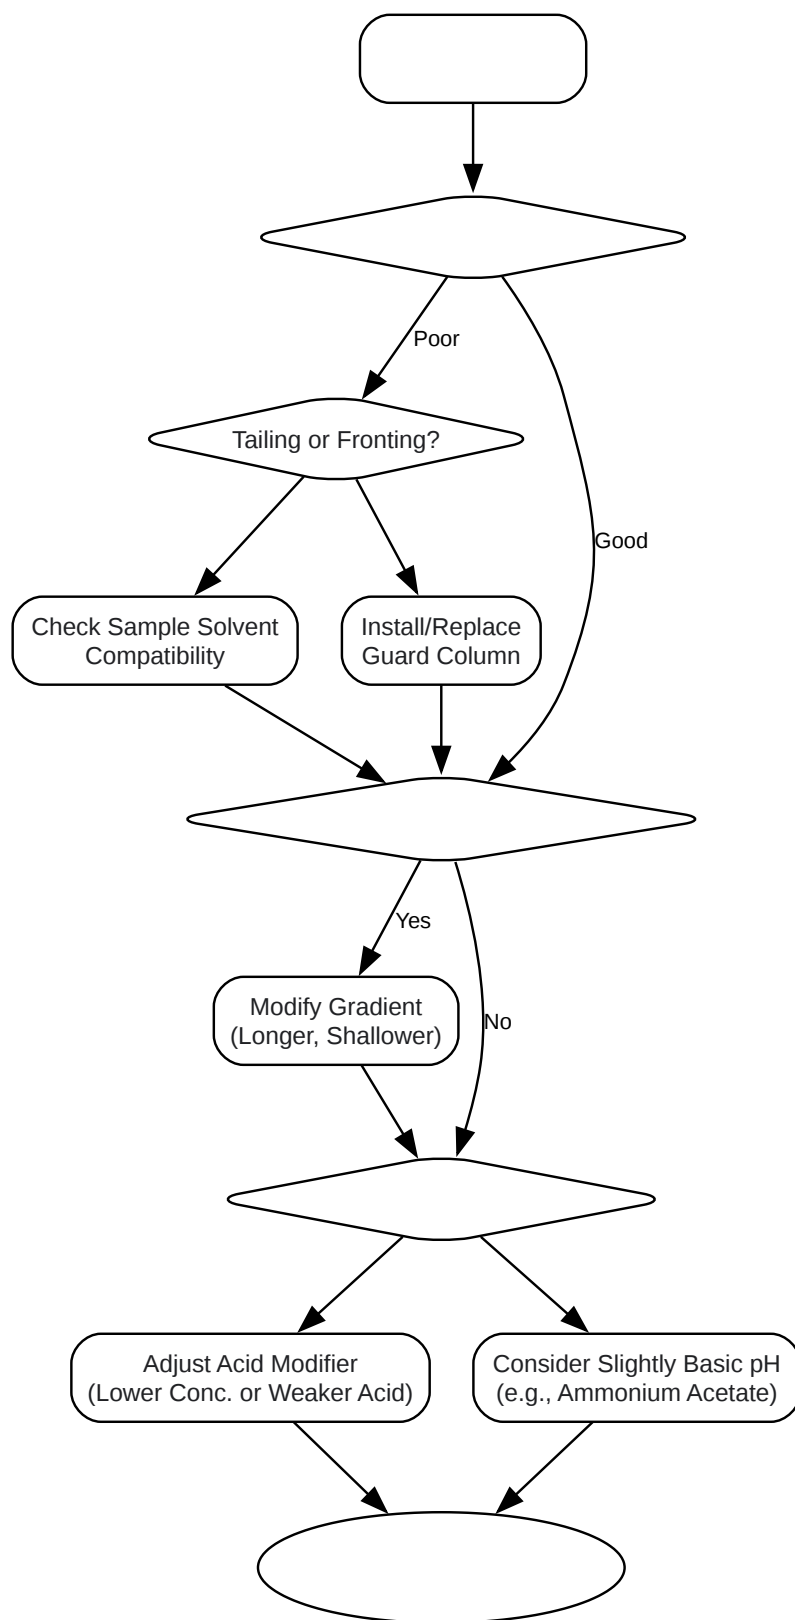 Poor
Tailing or Fronting?
Good
Check Sample Solvent
Compatibility
Install/Replace
Guard Column
Yes
Modify Gradient
(Longer, Shallower)
No
Adjust Acid Modifier
(Lower Conc. or Weaker Acid)
Consider Slightly Basic pH
(e.g., Ammonium Acetate)